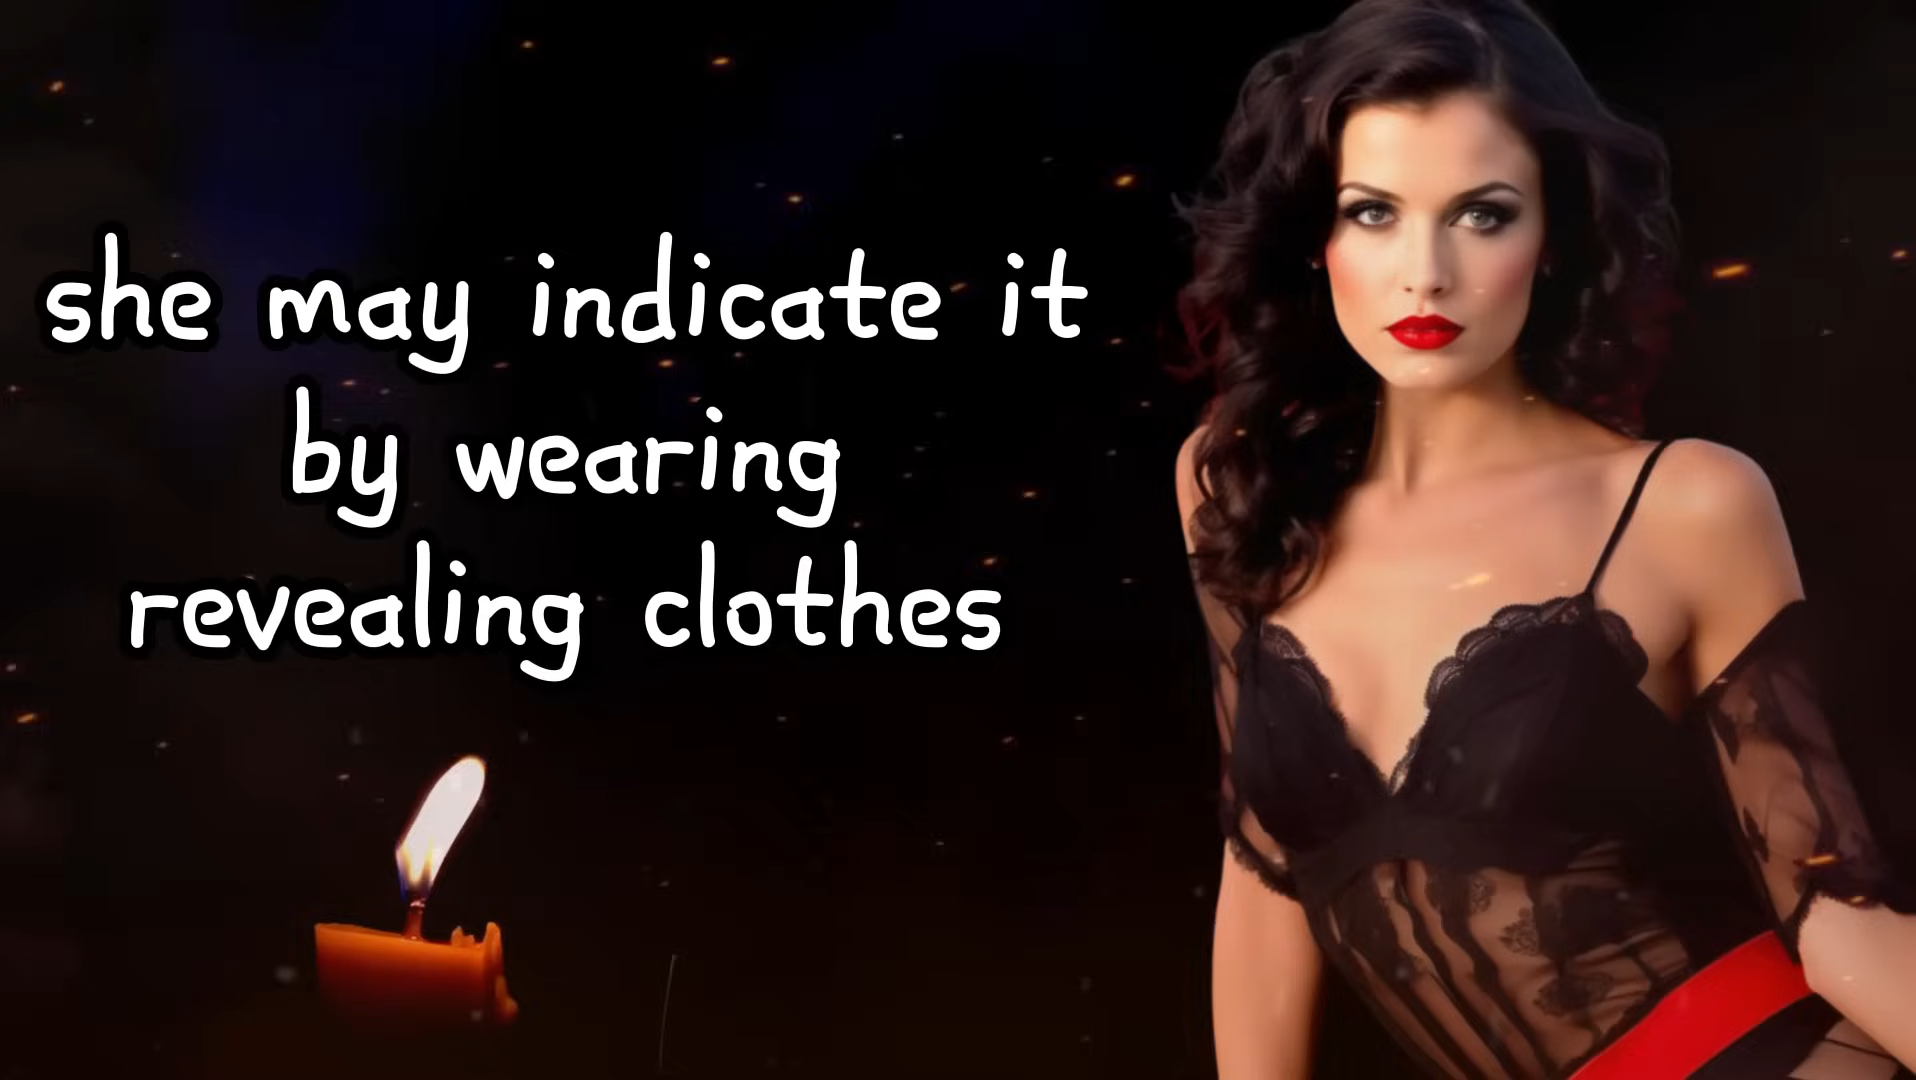 she may indicate it
by wearing
revealing clothes